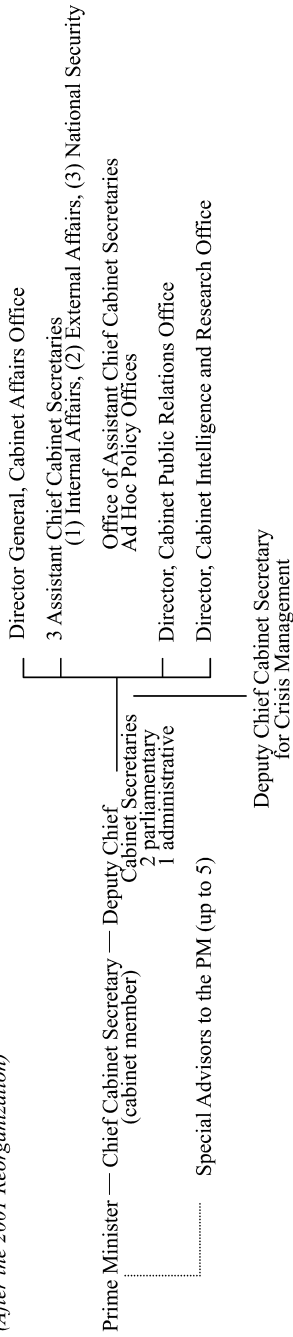 (After the 2001 Reorganization)
Prime Minister — Chief Cabinet Secretary — Deputy Chief
(cabinet member)
Cabinet Secretaries
2 parliamentary
1 administrative
Special Advisors to the PM (up to 5)
Director General, Cabinet Affairs Office
3 Assistant Chief Cabinet Secretaries
(1) Internal Affairs, (2) External Affairs, (3) National Security
Office of Assistant Chief Cabinet Secretaries
Ad Hoc Policy Offices
Director, Cabinet Public Relations Office
Director, Cabinet Intelligence and Research Office
Deputy Chief Cabinet Secretary
for Crisis Management